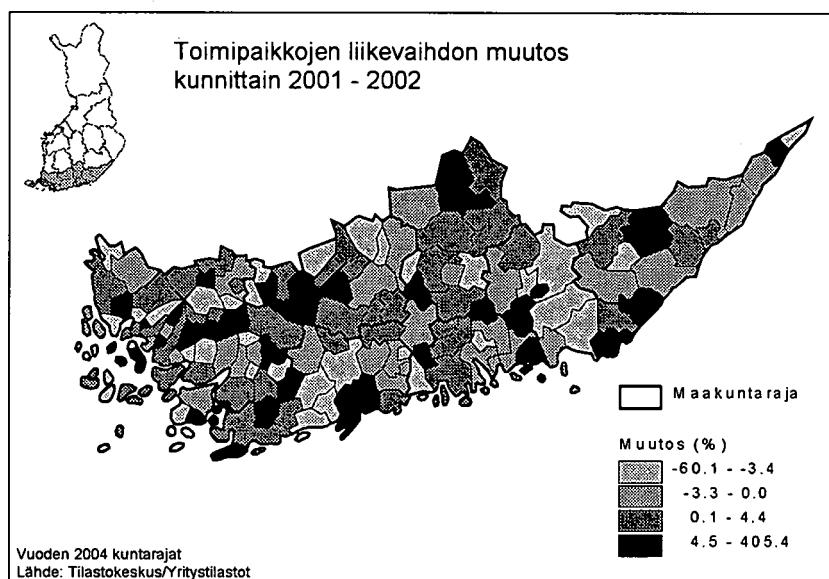 Toimipaikkojen liikevaihdon muutos
kunnittain 2001 - 2002
Maakuntaraja
Muutos (%)
-60.1 - -3.4
-3.3 - 0.0
0.1 - 4.4
4.5 - 405.4
Vuoden 2004 kuntarajat
Lähde: Tilastokeskus/Yritystilastot